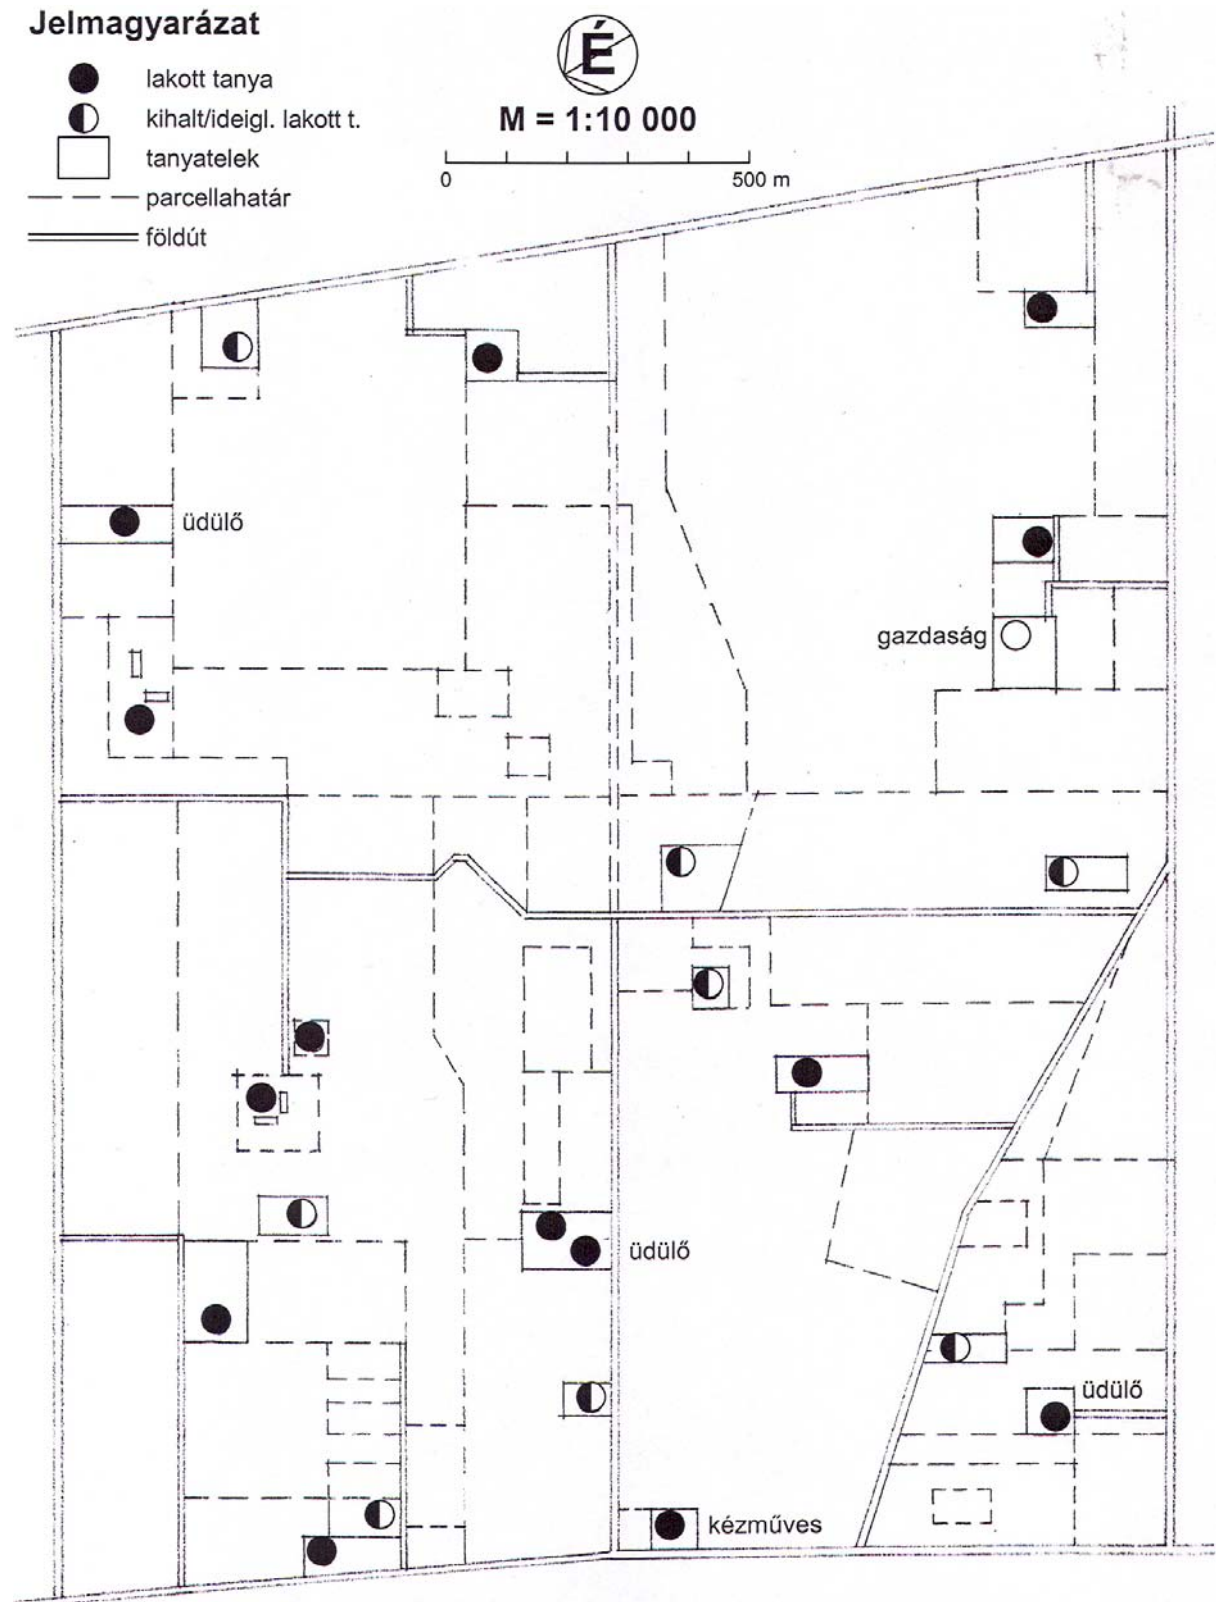 Jelmagyarázat
lakott tanya
kihalt/ideigl. lakott t.
tanyatelek
parcellahatár
földút
É
M = 1:10 000
0 500 m
üdülő
gazdaság
üdülő
üdülő
kézműves